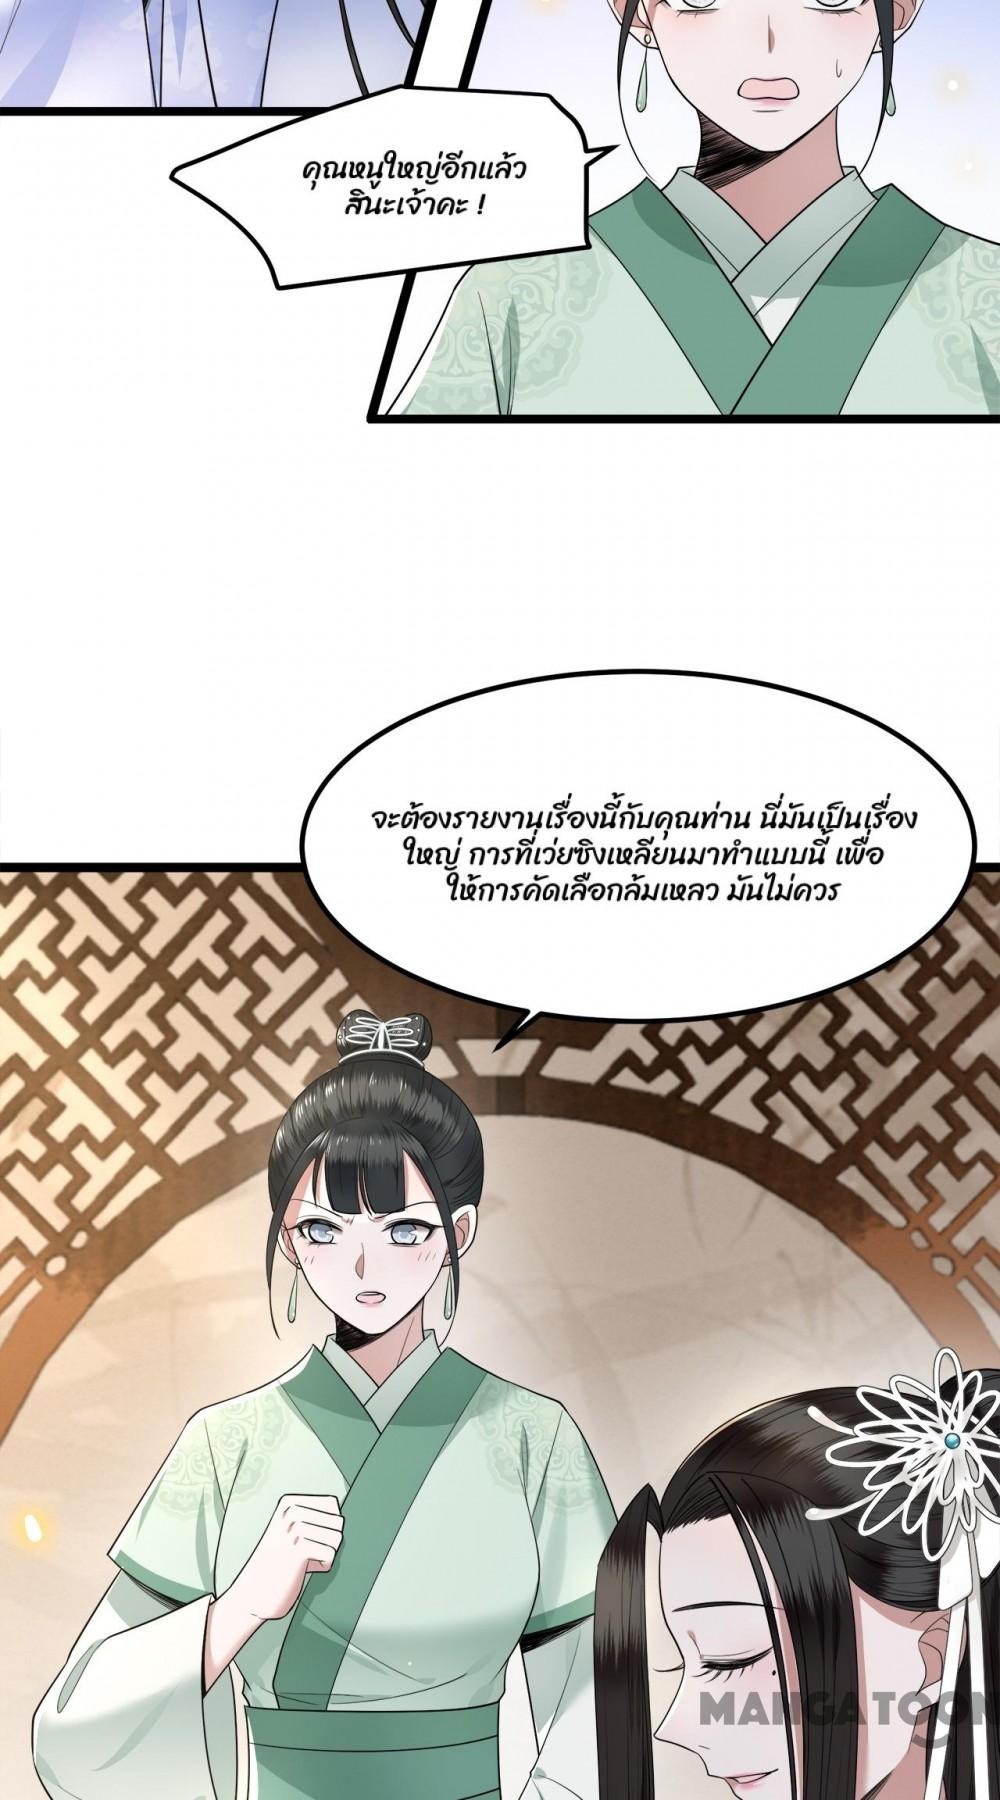 คุณหนูใหญ่อีกแล้ว
สินะเจ้าคะ !
จะต้องรายงานเรื่องนี้กับคุณท่าน นี่มันเป็นเรื่อง
ใหญ่ การที่เว่ยชิงเหลียนมาทำแบบนี้ เพื่อ
ให้การคัดเลือกล้มเหลว มันไม่ควร
MANGATOON